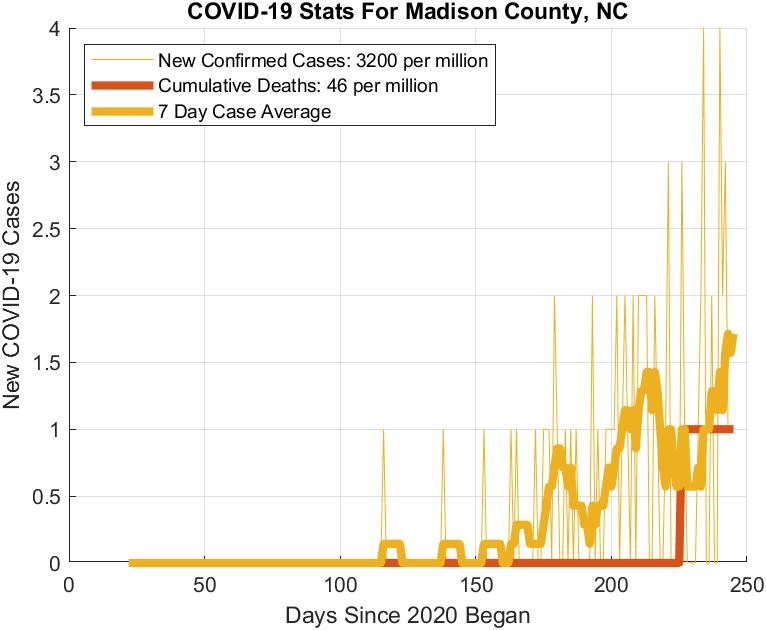 COVID-19 Stats For Madison County, NC
New Confirmed Cases: 3200 per million
Cumulative Deaths: 46 per million
7 Day Case Average
New COVID-19 Cases
4
3.5
3
2.5
2
1.5
1
0.5
0
0 50 100 150 200 250
Days Since 2020 Began